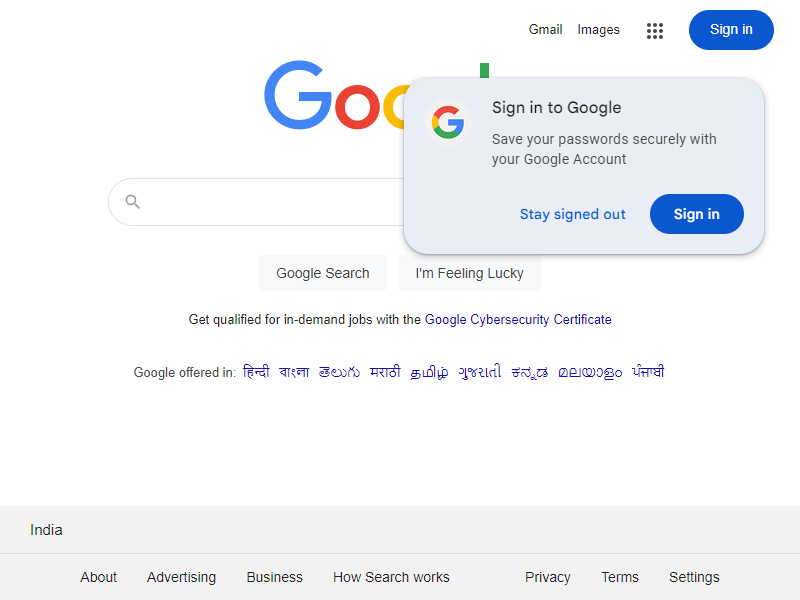 Gmail Images Sign in
Sign in to Google
Save your passwords securely with
your Google Account
Stay signed out Sign in
Google Search I'm Feeling Lucky
Get qualified for in-demand jobs with the Google Cybersecurity Certificate
Google offered in: हिन्दी বাংলা తెలుగు मराठी தமிழ் ગુજરાતી ಕನ್ನಡ മലയാളം ਪੰਜਾਬੀ
India
About Advertising Business How Search works Privacy Terms Settings